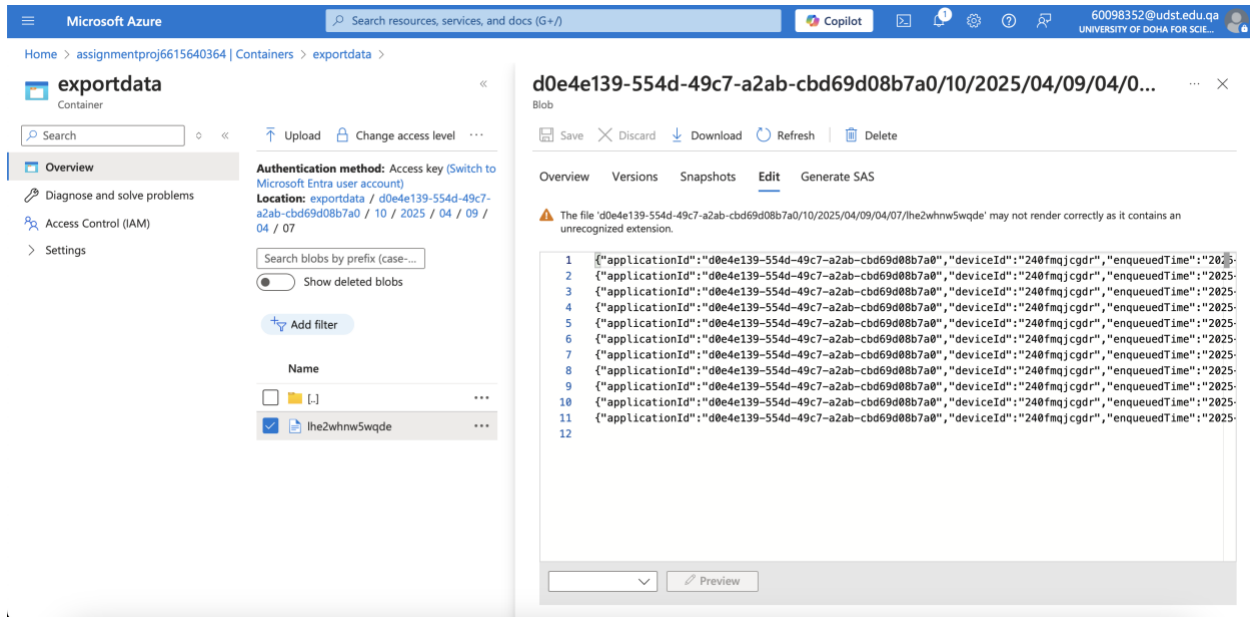 Microsoft Azure
Search resources, services, and docs (G+/)
Copilot
1
60098352@udst.edu.qa
UNIVERSITY OF DOHA FOR SCIE...
Home > assignmentproj6615640364 | Containers > exportdata >
exportdata
Container
Search
Overview
Diagnose and solve problems
Access Control (IAM)
Settings
Upload
Change access level
Authentication method: Access key (Switch to
Microsoft Entra user account)
Location: exportdata / d0e4e139-554d-49c7-
a2ab-cbd69d08b7a0 / 10 / 2025 / 04 / 09 /
04 / 07
Search blobs by prefix (case-...
Show deleted blobs
Add filter
Name
[..]
lhe2whnw5wqde
d0e4e139-554d-49c7-a2ab-cbd69d08b7a0/10/2025/04/09/04/0...
Blob
Save Discard Download Refresh Delete
Overview Versions Snapshots Edit Generate SAS
The file 'd0e4e139-554d-49c7-a2ab-cbd69d08b7a0/10/2025/04/09/04/07/lhe2whnw5wqde' may not render correctly as it contains an
unrecognized extension.
1 {"applicationId":"d0e4e139-554d-49c7-a2ab-cbd69d08b7a0","deviceId":"240fmqjcgdr","enqueuedTime":"2025-
2 {"applicationId":"d0e4e139-554d-49c7-a2ab-cbd69d08b7a0","deviceId":"240fmqjcgdr","enqueuedTime":"2025-
3 {"applicationId":"d0e4e139-554d-49c7-a2ab-cbd69d08b7a0","deviceId":"240fmqjcgdr","enqueuedTime":"2025-
4 {"applicationId":"d0e4e139-554d-49c7-a2ab-cbd69d08b7a0","deviceId":"240fmqjcgdr","enqueuedTime":"2025-
5 {"applicationId":"d0e4e139-554d-49c7-a2ab-cbd69d08b7a0","deviceId":"240fmqjcgdr","enqueuedTime":"2025-
6 {"applicationId":"d0e4e139-554d-49c7-a2ab-cbd69d08b7a0","deviceId":"240fmqjcgdr","enqueuedTime":"2025-
7 {"applicationId":"d0e4e139-554d-49c7-a2ab-cbd69d08b7a0","deviceId":"240fmqjcgdr","enqueuedTime":"2025-
8 {"applicationId":"d0e4e139-554d-49c7-a2ab-cbd69d08b7a0","deviceId":"240fmqjcgdr","enqueuedTime":"2025-
9 {"applicationId":"d0e4e139-554d-49c7-a2ab-cbd69d08b7a0","deviceId":"240fmqjcgdr","enqueuedTime":"2025-
10 {"applicationId":"d0e4e139-554d-49c7-a2ab-cbd69d08b7a0","deviceId":"240fmqjcgdr","enqueuedTime":"2025-
11 {"applicationId":"d0e4e139-554d-49c7-a2ab-cbd69d08b7a0","deviceId":"240fmqjcgdr","enqueuedTime":"2025-
12
Preview